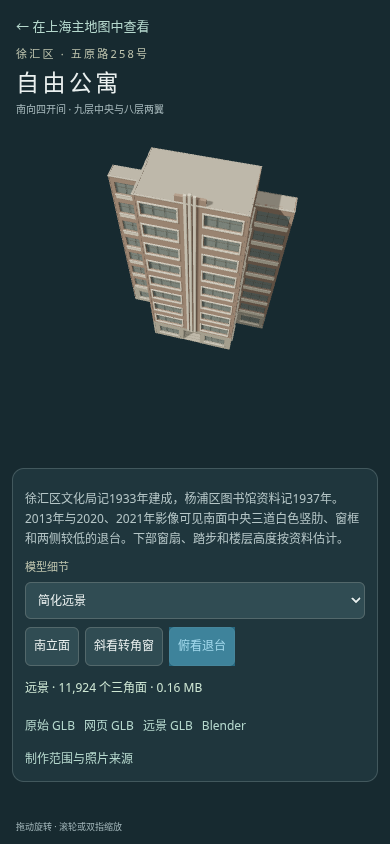 ← 在上海主地图中查看
徐汇区 · 五原路258号
自由公寓
南向四开间 · 九层中央与八层两翼
徐汇区文化局记1933年建成，杨浦区图书馆资料记1937年。
2013年与2020、2021年影像可见南面中央三道白色竖肋、窗框
和两侧较低的退台。下部窗扇、踏步和楼层高度按资料估计。
模型细节
简化远景
南立面 斜看转角窗 俯看退台
远景 · 11,924 个三角面 · 0.16 MB
原始 GLB 网页 GLB 远景 GLB Blender
制作范围与照片来源
拖动旋转 · 滚轮或双指缩放